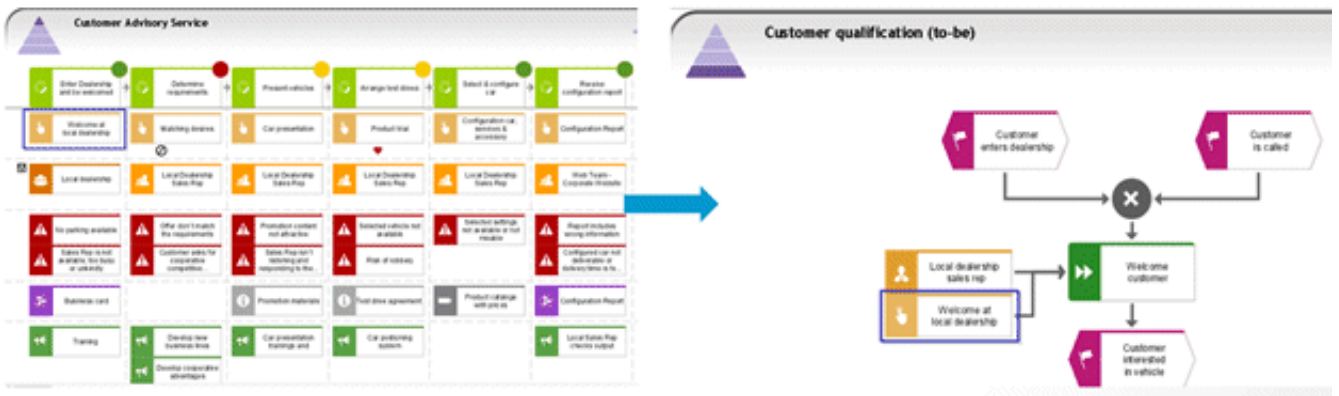 Customer Advisory Service
Enter Dealership
and be welcomed
Determine
requirements
Present vehicles
Arrange test drives
Select & configure
car
Receive
configuration report
Welcome at
local dealership
Matching desires
Car presentation
Product trial
Configuration car,
services &
accessory
Configuration Report
Local dealership
Local Dealership
Sales Rep
Local Dealership
Sales Rep
Local Dealership
Sales Rep
Local Dealership
Sales Rep
Web Team -
Corporate Website
No parking available
Offer don't match
the requirements
Promotion content
not attractive
Selected vehicle not
available
Selected settings
not available or not
Report includes
wrong information
Sales Rep is not
available, too busy
or unfriendly
Customer asks for
cooperative
competitive...
Sales Rep isn't
listening and
responding to the...
Risk of robbery
Configured car not
deliverable or
delivery time is to...
Business card
Promotion materials
Test drive agreement
Product catalogs
with prices
Configuration Report
Training
Develop new
business lines
Car presentation
trainings and
Car positioning
system
Local Sales Rep
checks output
Develop cooperative
advantages
Customer qualification (to-be)
Customer
enters dealership
Customer
is called
Local dealership
sales rep
Welcome
customer
Welcome at
local dealership
Customer
interested
in vehicle